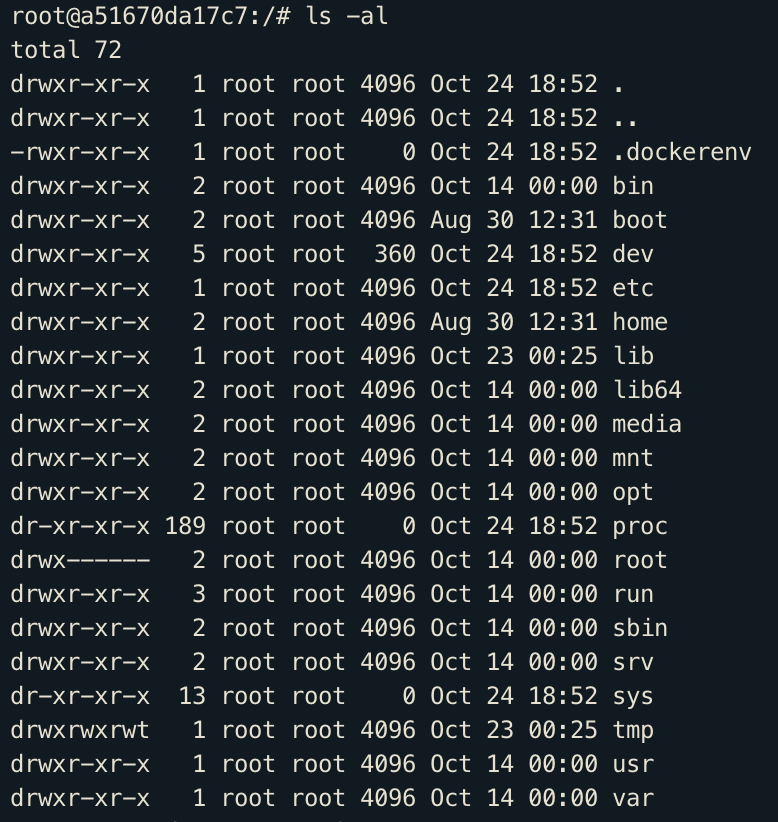 root@a51670da17c7:/# ls -al
total 72
drwxr-xr-x   1 root root 4096 Oct 24 18:52 .
drwxr-xr-x   1 root root 4096 Oct 24 18:52 ..
-rwxr-xr-x   1 root root    0 Oct 24 18:52 .dockerenv
drwxr-xr-x   2 root root 4096 Oct 14 00:00 bin
drwxr-xr-x   2 root root 4096 Aug 30 12:31 boot
drwxr-xr-x   5 root root  360 Oct 24 18:52 dev
drwxr-xr-x   1 root root 4096 Oct 24 18:52 etc
drwxr-xr-x   2 root root 4096 Aug 30 12:31 home
drwxr-xr-x   1 root root 4096 Oct 23 00:25 lib
drwxr-xr-x   2 root root 4096 Oct 14 00:00 lib64
drwxr-xr-x   2 root root 4096 Oct 14 00:00 media
drwxr-xr-x   2 root root 4096 Oct 14 00:00 mnt
drwxr-xr-x   2 root root 4096 Oct 14 00:00 opt
dr-xr-xr-x 189 root root    0 Oct 24 18:52 proc
drwx------   2 root root 4096 Oct 14 00:00 root
drwxr-xr-x   3 root root 4096 Oct 14 00:00 run
drwxr-xr-x   2 root root 4096 Oct 14 00:00 sbin
drwxr-xr-x   2 root root 4096 Oct 14 00:00 srv
dr-xr-xr-x  13 root root    0 Oct 24 18:52 sys
drwxrwxrwt   1 root root 4096 Oct 23 00:25 tmp
drwxr-xr-x   1 root root 4096 Oct 14 00:00 usr
drwxr-xr-x   1 root root 4096 Oct 14 00:00 var